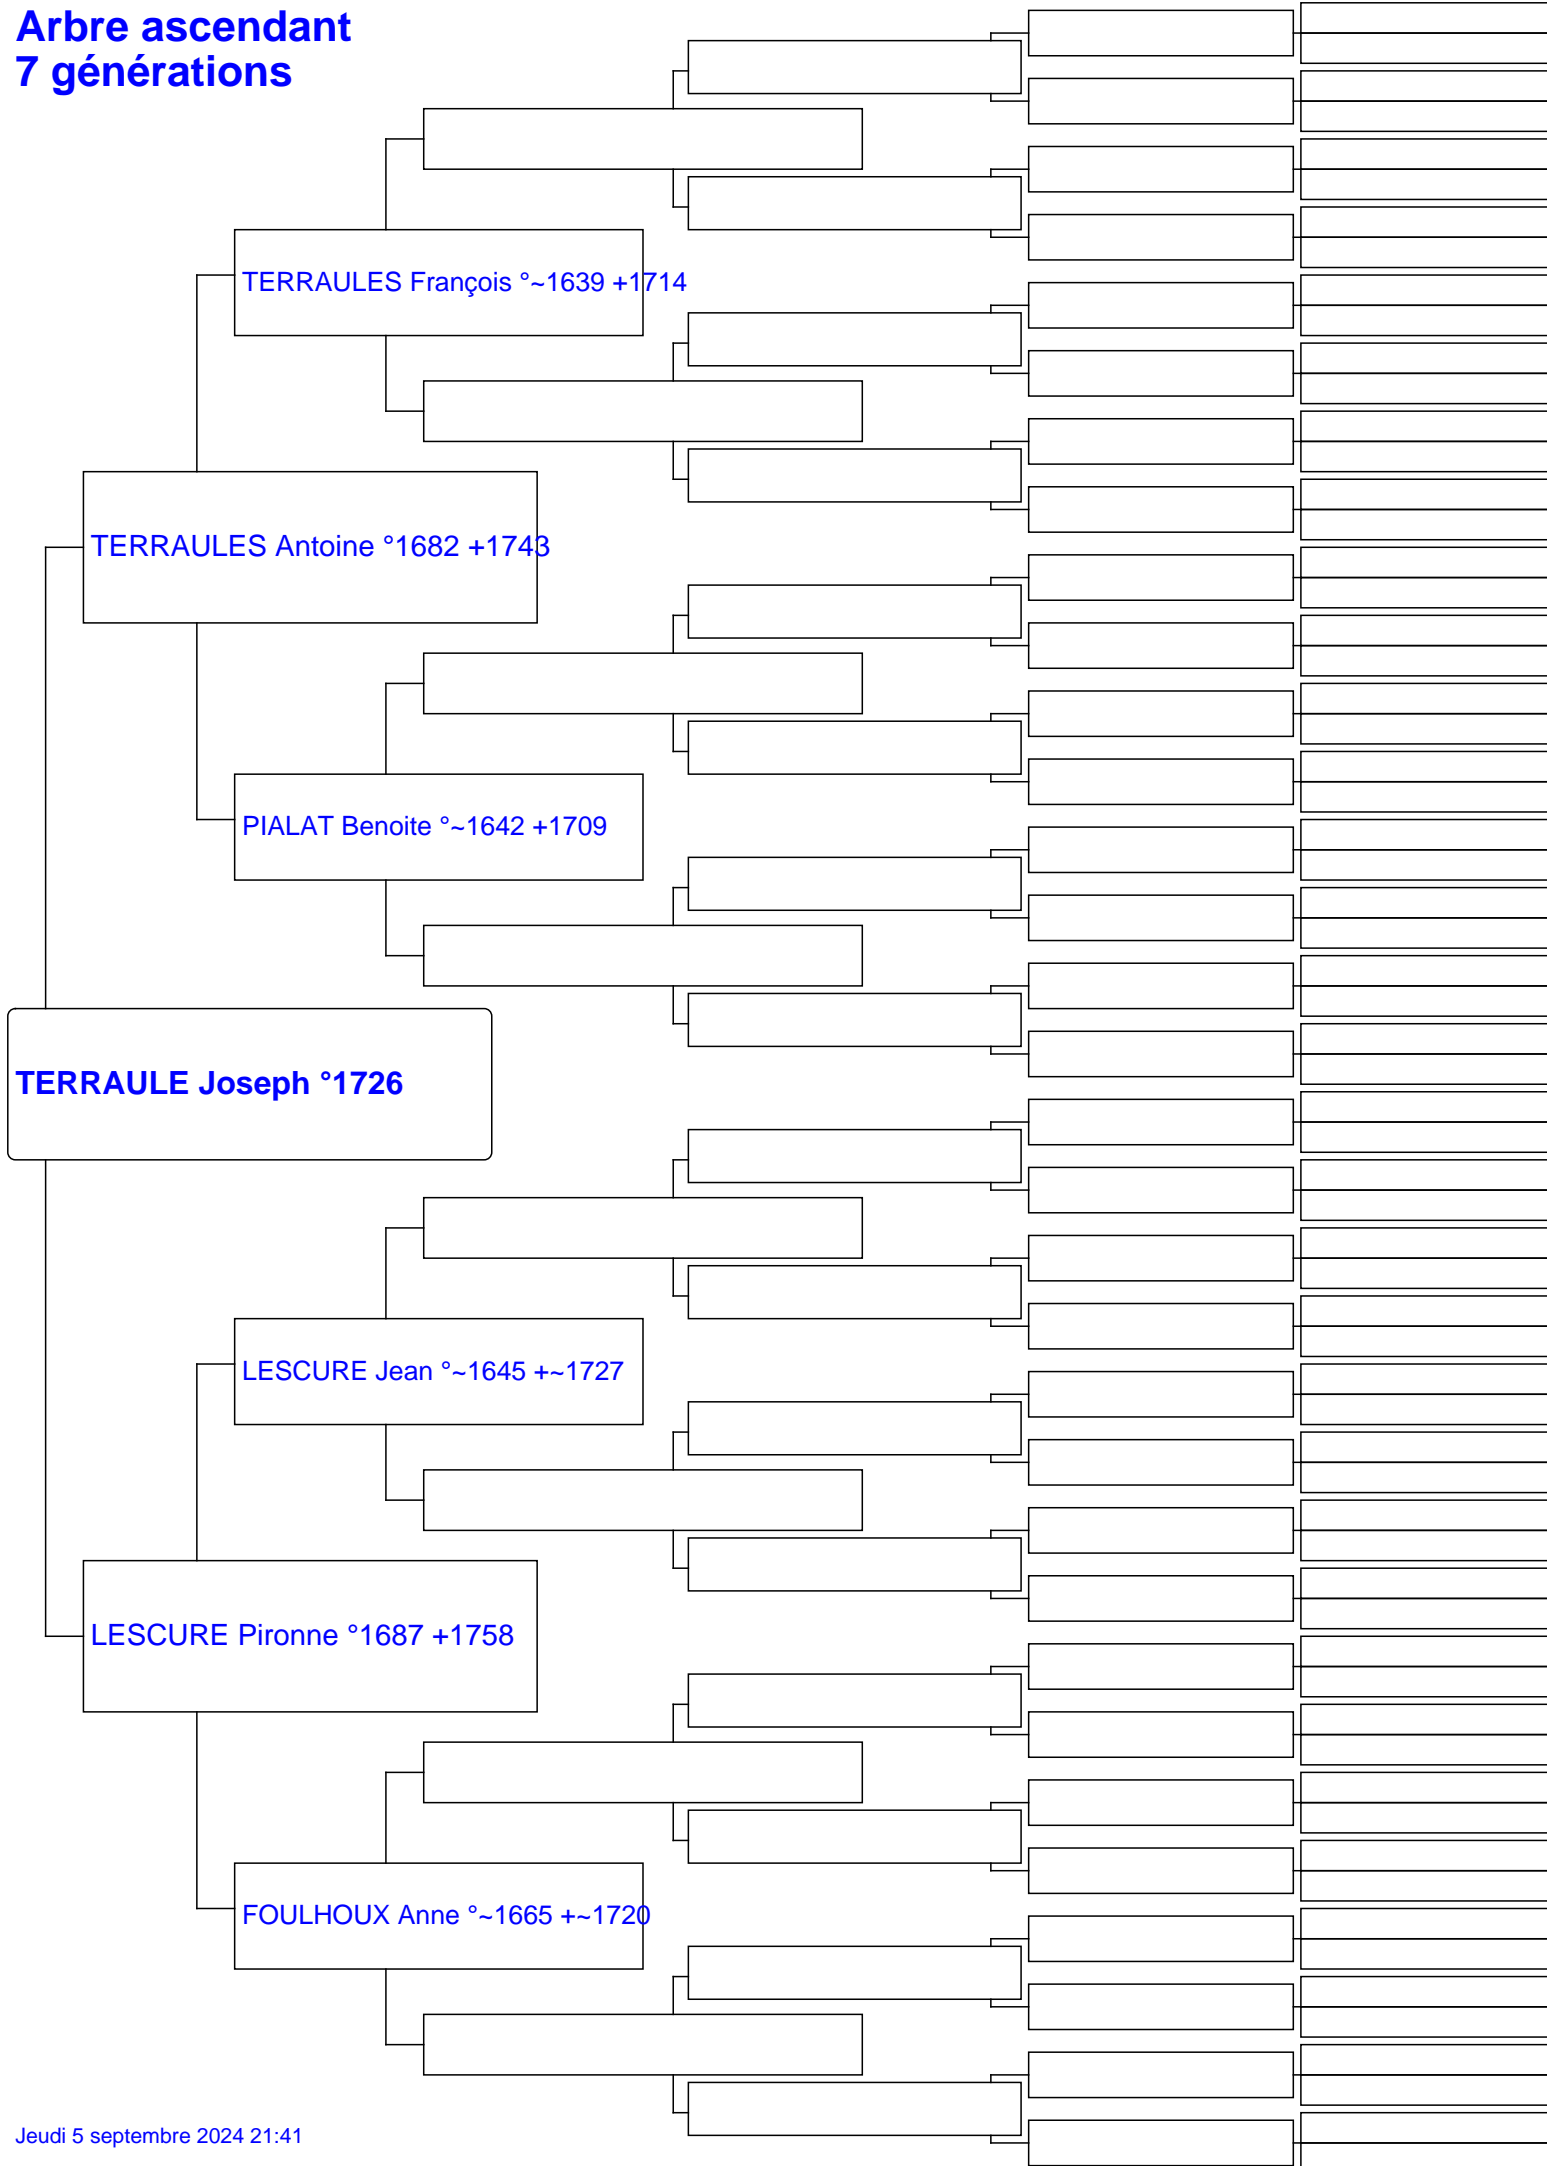 Arbre ascendant
7 générations
TERRAULES François °~1639 +1714
TERRAULES Antoine °1682 +1743
PIALAT Benoite °~1642 +1709
TERRAULE Joseph °1726
LESCURE Jean °~1645 +~1727
LESCURE Pironne °1687 +1758
FOULHOUX Anne °~1665 +~1720
Jeudi 5 septembre 2024 21:41